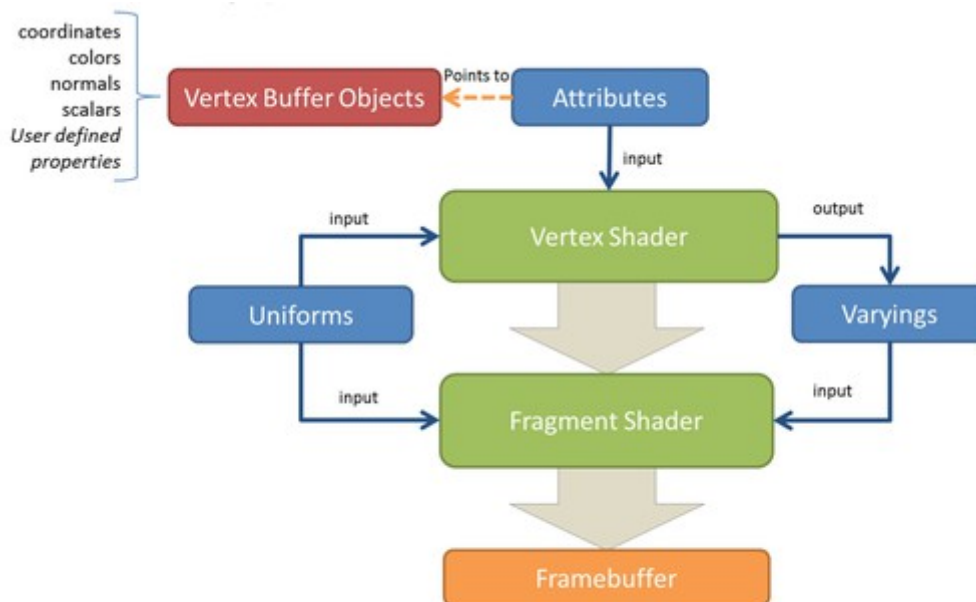 coordinates
colors
normals
scalars
User defined
properties
Vertex Buffer Objects
Points to
Attributes
input
input
Vertex Shader
output
Uniforms
Varyings
input
Fragment Shader
input
Framebuffer